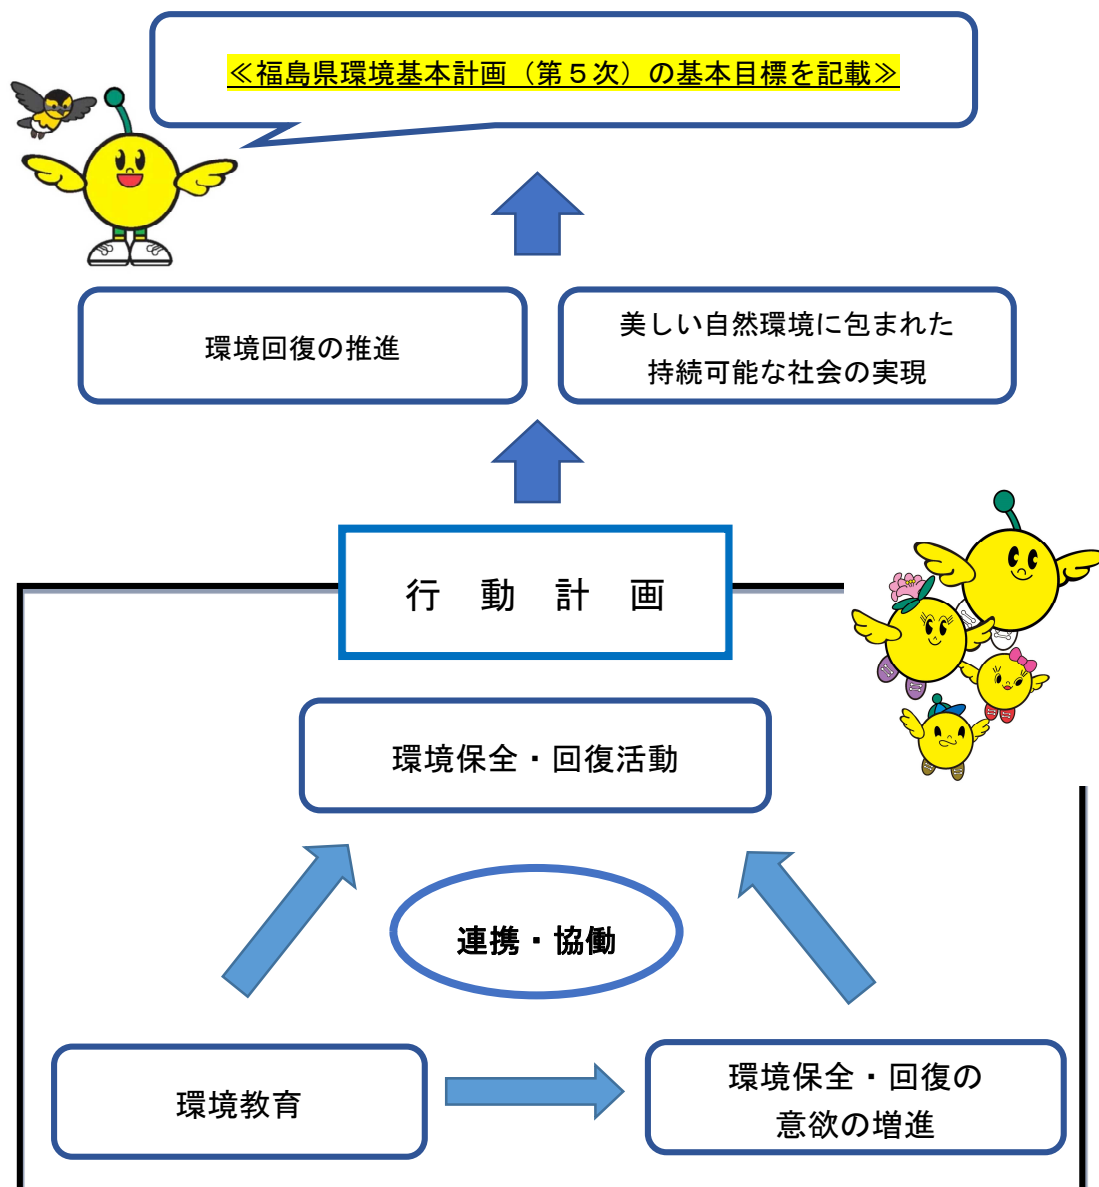 ≪福島県環境基本計画（第５次）の基本目標を記載≫
環境回復の推進
美しい自然環境に包まれた
持続可能な社会の実現
行　動　計　画
環境保全・回復活動
連携・協働
環境教育
環境保全・回復の
意欲の増進